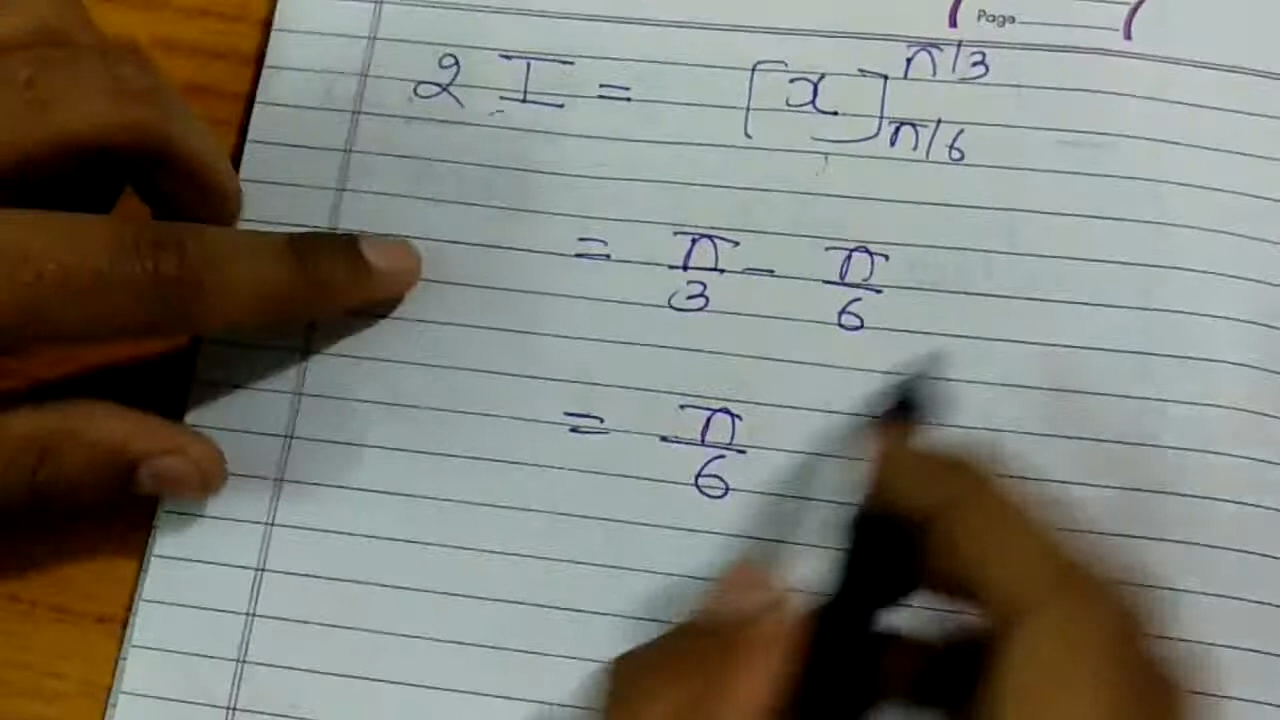 Page
2 I = [x]^{π/3}_{π/6}
= π/3 - π/6
= π/6